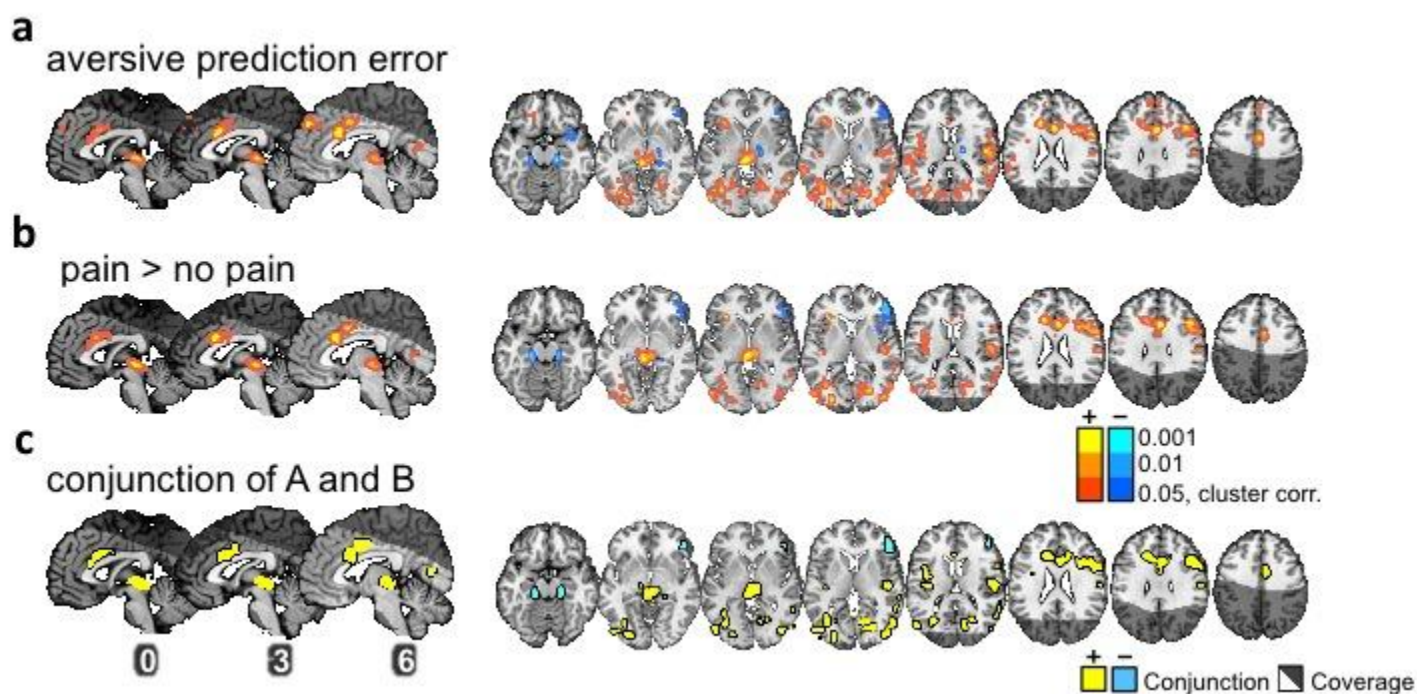 a
aversive prediction error
b
pain > no pain
+ −
0.001
0.01
0.05, cluster corr.
c
conjunction of A and B
0 3 6
+ −
Conjunction Coverage